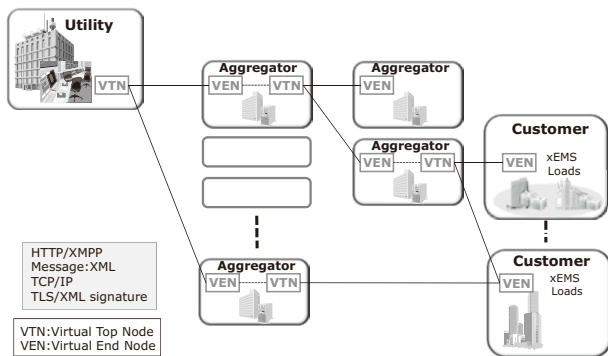 Utility
VTN
Aggregator
VEN
VTN
Aggregator
VEN
Aggregator
VEN
VTN
Customer
VEN
xEMS
Loads
Aggregator
VEN
VTN
Customer
VEN
xEMS
Loads
HTTP/XMPP
Message:XML
TCP/IP
TLS/XML signature
VTN:Virtual Top Node
VEN:Virtual End Node